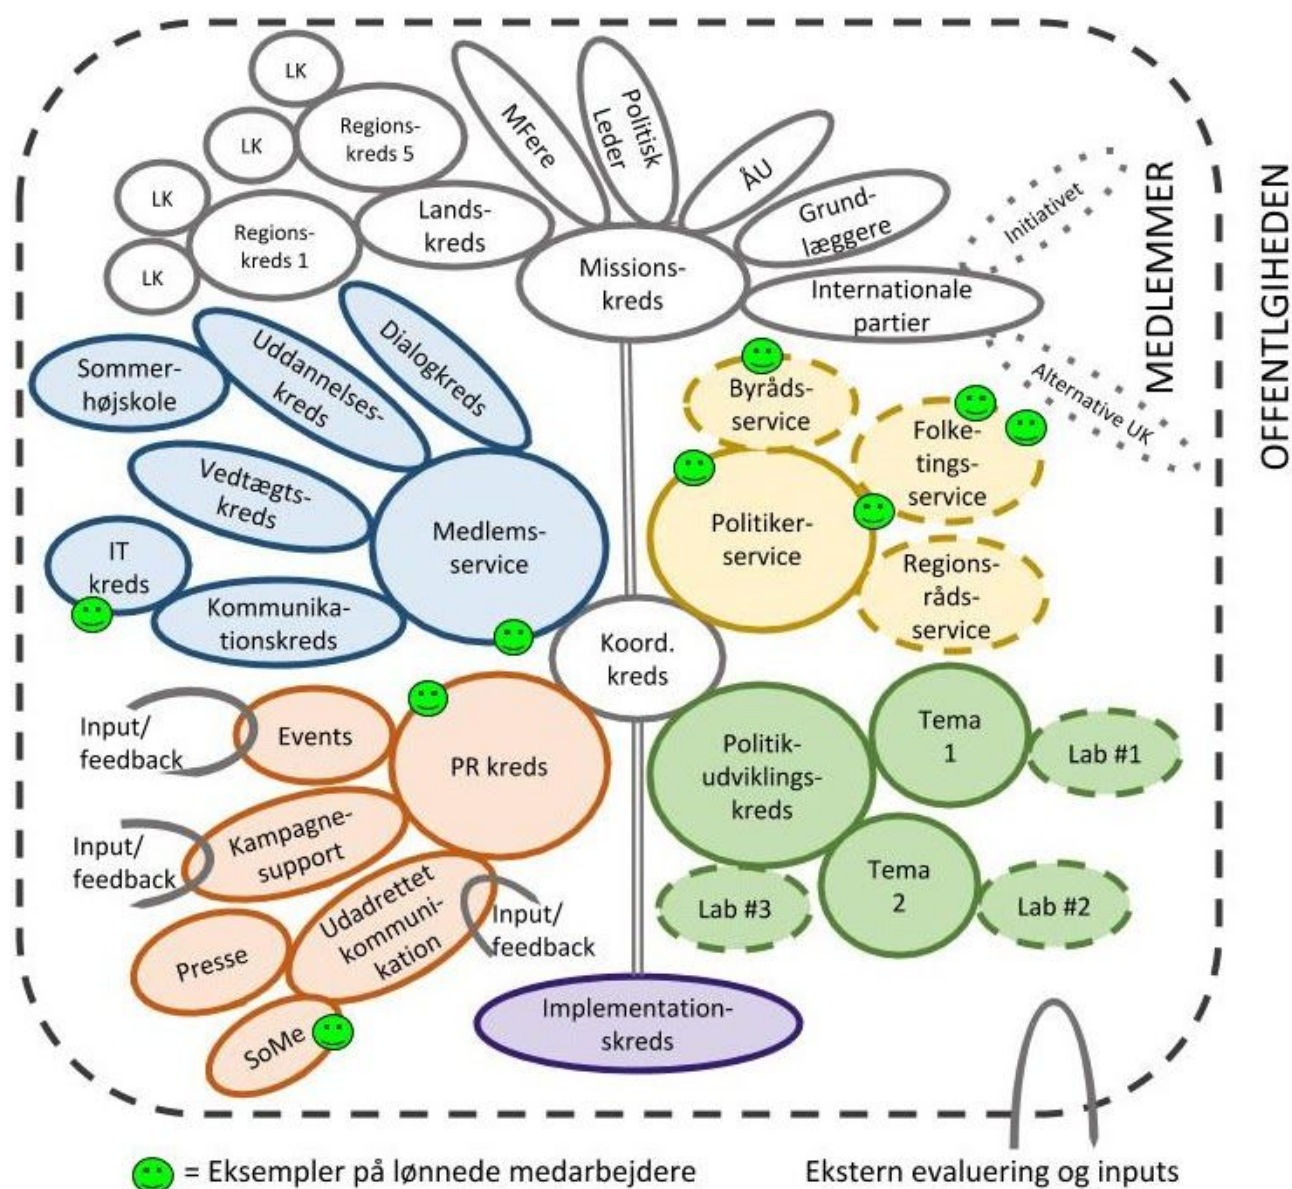 LK
LK
LK
LK
Regions-
kreds 5
Regions-
kreds 1
Lands-
kreds
MFere
Politisk
Leder
ÅU
Grund-
læggere
Missions-
kreds
Internationale
partier
Initiativet
Alternative UK
MEDLEMMER
OFFENTLGIHEDEN
Sommer-
højskole
Uddannelses-
kreds
Dialogkreds
Vedtægts-
kreds
IT
kreds
Kommunika-
tionskreds
Medlems-
service
Byråds-
service
Folke-
tings-
service
Politiker-
service
Regions-
råds-
service
Koord.
kreds
Input/
feedback
Events
PR kreds
Input/
feedback
Kampagne-
support
Udadrettet
kommuni-
kation
Input/
feedback
Presse
SoMe
Politik-
udviklings-
kreds
Tema
1
Lab #1
Tema
2
Lab #2
Lab #3
Implementation-
skreds
= Eksempler på lønnede medarbejdere
Ekstern evaluering og inputs